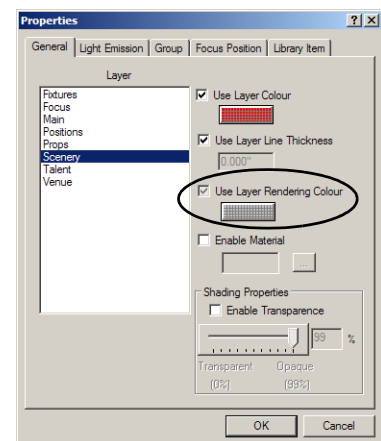 Properties
General Light Emission Group Focus Position Library Item
Layer
Fixtures
Focus
Main
Positions
Props
Scenery
Talent
Venue
Use Layer Colour
Use Layer Line Thickness
0.000"
Use Layer Rendering Colour
Enable Material
...
Shading Properties
Enable Transparence
99 %
Transparent Opaque
(0%) (99%)
OK Cancel